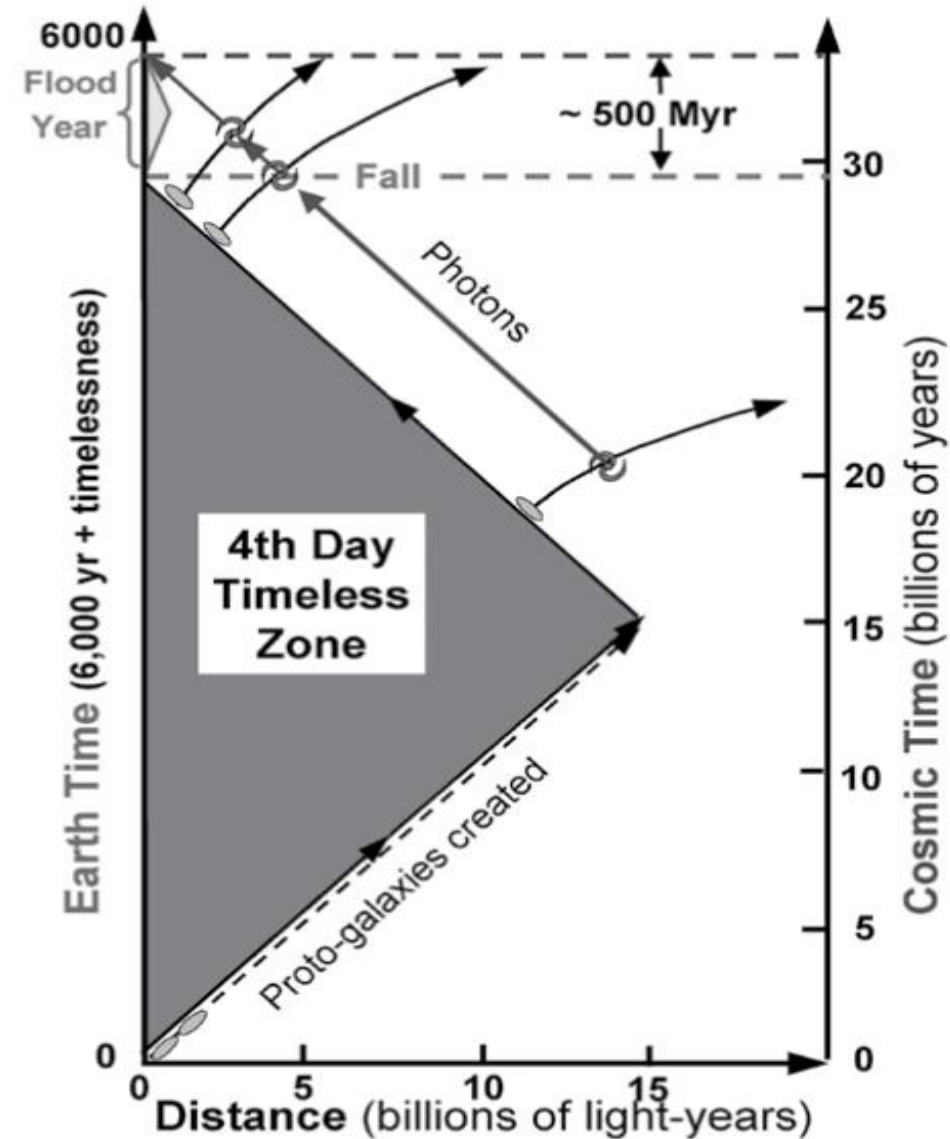 6000
Flood
Year
~ 500 Myr
Fall
30
Photons
25
20
4th Day
Timeless
Zone
15
10
Proto-galaxies created
5
Earth Time (6,000 yr + timelessness)
Cosmic Time (billions of years)
0
0
0
5
10
15
Distance (billions of light-years)